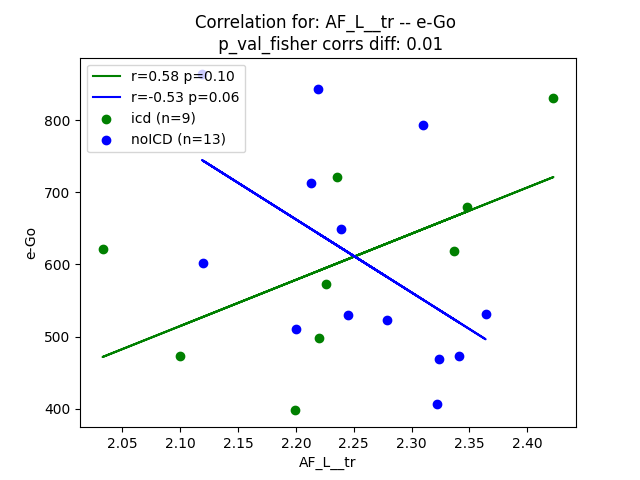 Correlation for: AF_L__tr -- e-Go
p_val_fisher corrs diff: 0.01
r=0.58 p=0.10
r=-0.53 p=0.06
icd (n=9)
noICD (n=13)
800
700
600
500
400
e-Go
2.05 2.10 2.15 2.20 2.25 2.30 2.35 2.40
AF_L__tr